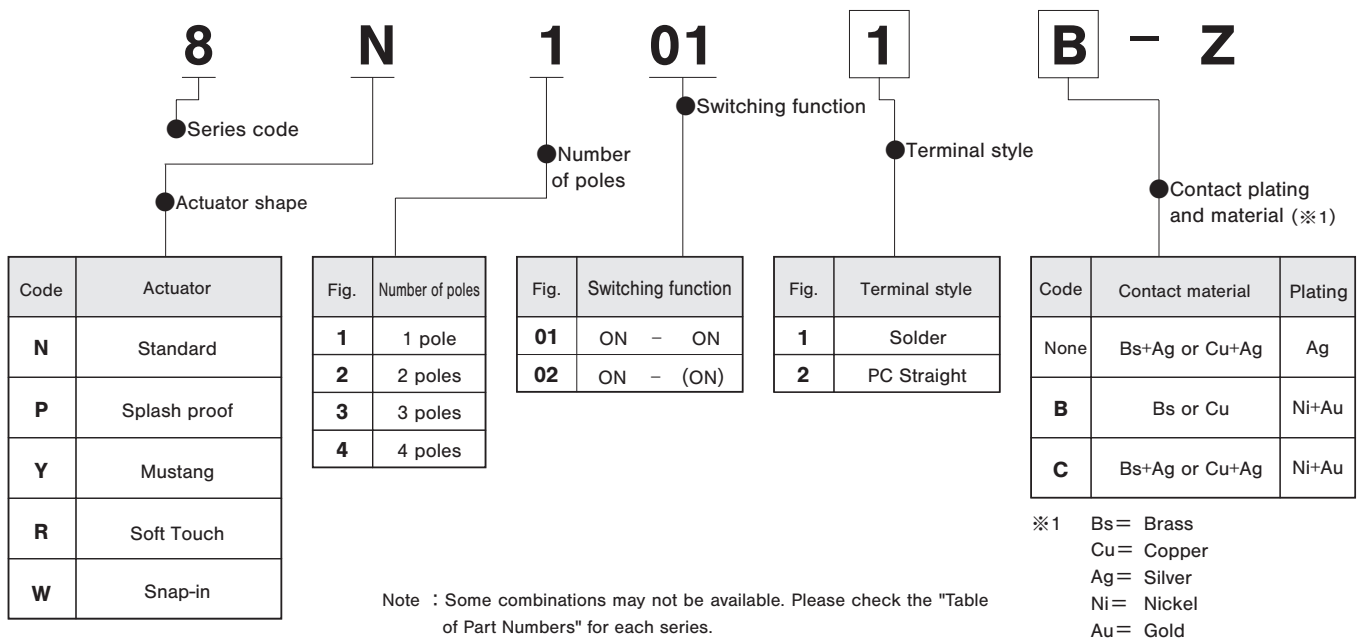 8 N 1 01 1 B – Z
Series code
Actuator shape
Number
of poles
Switching function
Terminal style
Contact plating
and material (※1)
Code Actuator
N Standard
P Splash proof
Y Mustang
R Soft Touch
W Snap-in
Fig. Number of poles
1 1 pole
2 2 poles
3 3 poles
4 4 poles
Fig. Switching function
01 ON – ON
02 ON – (ON)
Fig. Terminal style
1 Solder
2 PC Straight
Code Contact material Plating
None Bs+Ag or Cu+Ag Ag
B Bs or Cu Ni+Au
C Bs+Ag or Cu+Ag Ni+Au
※1 Bs= Brass
Cu= Copper
Ag= Silver
Ni= Nickel
Au= Gold
Note : Some combinations may not be available. Please check the "Table
of Part Numbers" for each series.